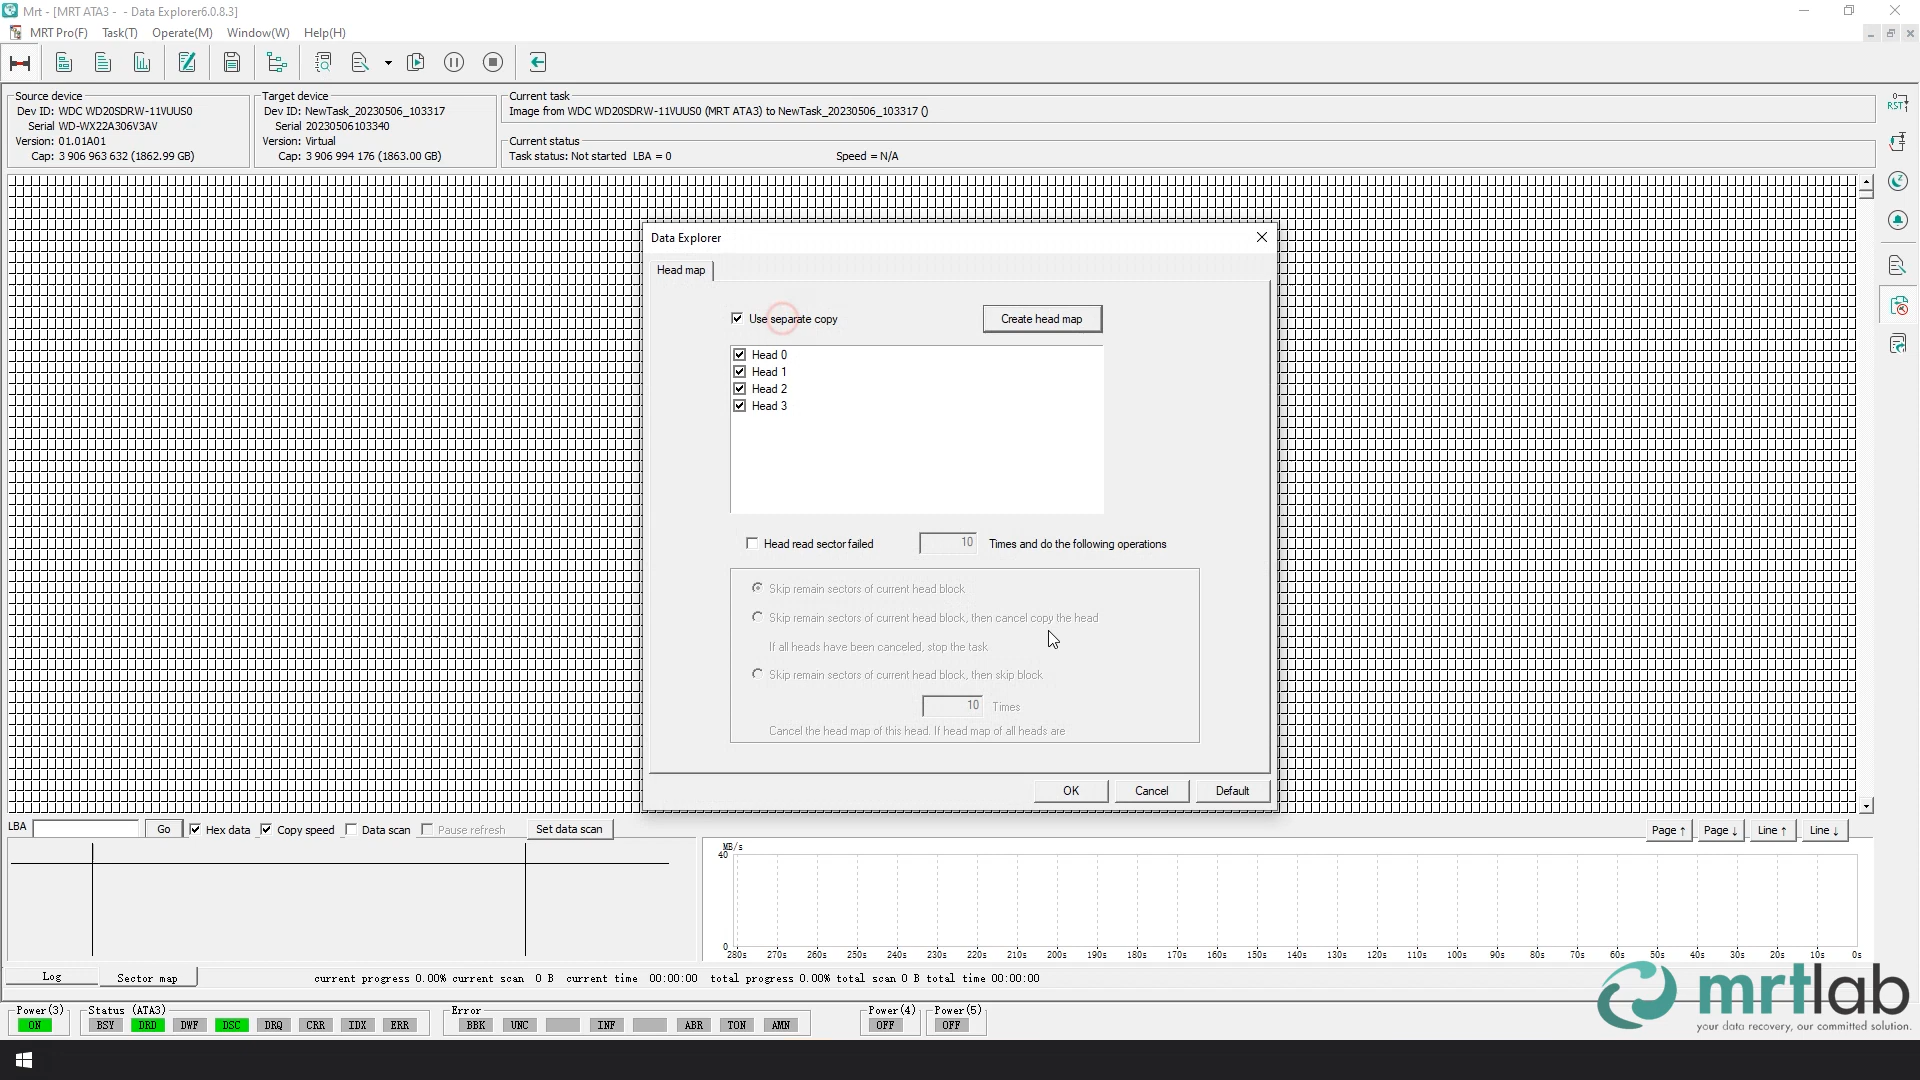 Mrt - [MRT ATA3 -  - Data Explorer6.0.8.3]
MRT Pro(F) Task(T) Operate(M) Window(W) Help(H)
RST
Source device
Dev ID: WDC WD20SDRW-11VUUS0
Serial WD-WX22A306V3AV
Version: 01.01A01
Cap: 3 906 963 632 (1862.99 GB)
Target device
Dev ID: NewTask_20230506_103317
Serial 20230506103340
Version: Virtual
Cap: 3 906 994 176 (1863.00 GB)
Current task
Image from WDC WD20SDRW-11VUUS0 (MRT ATA3) to NewTask_20230506_103317 ()
Current status
Task status: Not started LBA = 0 Speed = N/A
Data Explorer
Head map
Use separate copy
Create head map
Head 0
Head 1
Head 2
Head 3
Head read sector failed 10 Times and do the following operations
Skip remain sectors of current head block
Skip remain sectors of current head block, then cancel copy the head
If all heads have been canceled, stop the task
Skip remain sectors of current head block, then skip block
10 Times
Cancel the head map of this head. If head map of all heads are
OK Cancel Default
LBA Go Hex data Copy speed Data scan Pause refresh Set data scan Page ↑ Page ↓ Line ↑ Line ↓
MB/s
40
0
280s 270s 260s 250s 240s 230s 220s 210s 200s 190s 180s 170s 160s 150s 140s 130s 120s 110s 100s 90s 80s 70s 60s 50s 40s 30s 20s 10s 0s
Log Sector map current progress 0.00% current scan 0 B current time 00:00:00 total progress 0.00% total scan 0 B total time 00:00:00
Power(3) Status (ATA3) Error Power(4) Power(5)
ON BSY DRD DWF DSC DRQ CRR IDX ERR BBK UNC INF ABR TON AMN OFF OFF
mrtlab
your data recovery, our committed solution.